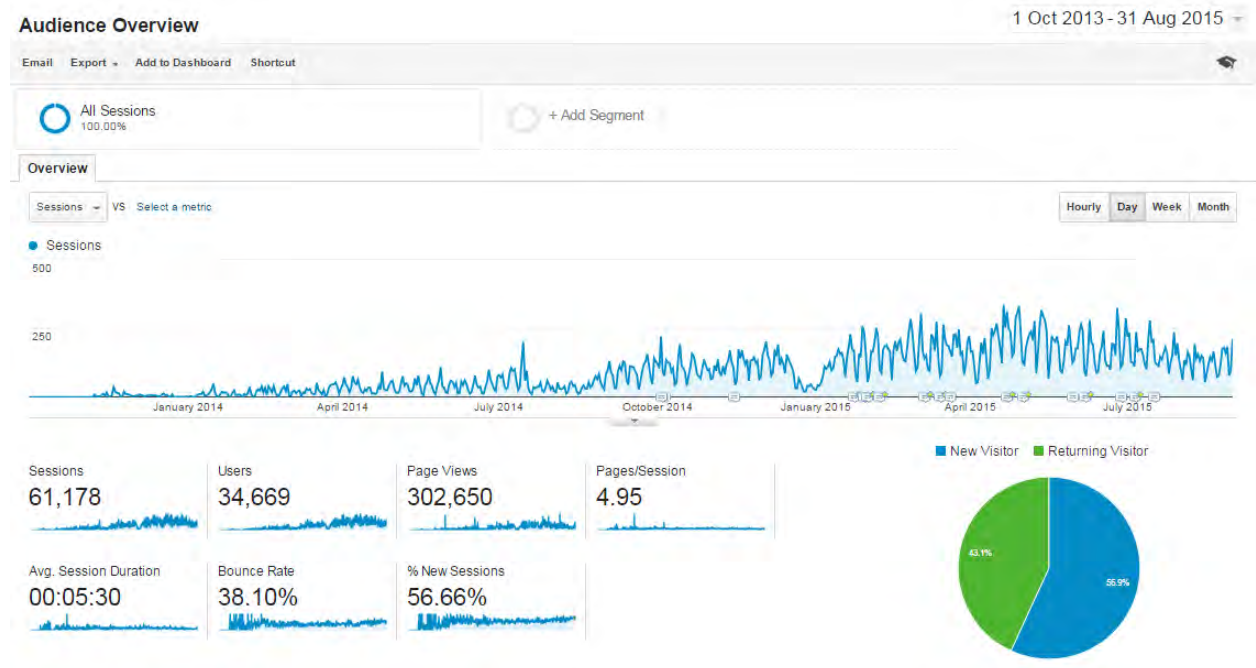 Audience Overview
1 Oct 2013 - 31 Aug 2015
Email Export Add to Dashboard Shortcut
All Sessions
100.00%
+ Add Segment
Overview
Sessions VS Select a metric
Hourly Day Week Month
Sessions
500
250
January 2014 April 2014 July 2014 October 2014 January 2015 April 2015 July 2015
New Visitor Returning Visitor
Sessions
61,178
Users
34,669
Page Views
302,650
Pages/Session
4.95
Avg. Session Duration
00:05:30
Bounce Rate
38.10%
% New Sessions
56.66%
43.1%
56.9%